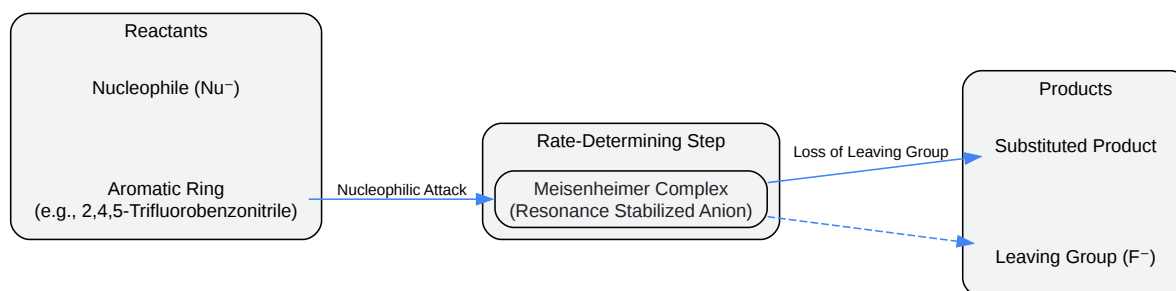 Reactants
Nucleophile (Nu⁻)
Aromatic Ring
(e.g., 2,4,5-Trifluorobenzonitrile)
Nucleophilic Attack
Rate-Determining Step
Meisenheimer Complex
(Resonance Stabilized Anion)
Loss of Leaving Group
Products
Substituted Product
Leaving Group (F⁻)